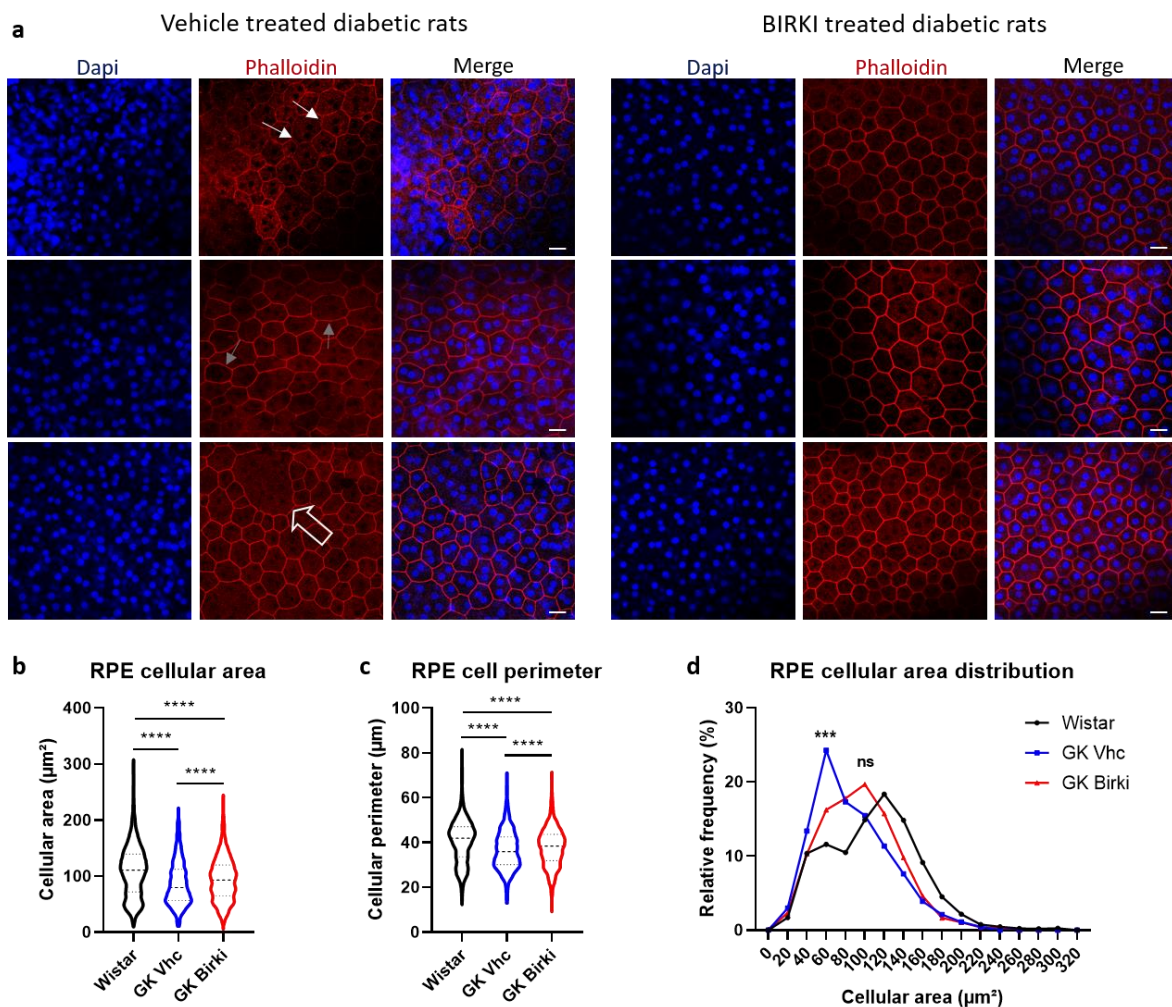 a
Vehicle treated diabetic rats
BIRKI treated diabetic rats
Dapi
Phalloidin
Merge
Dapi
Phalloidin
Merge
b
RPE cellular area
Cellular area (µm²)
400
300
200
100
0
****
****
****
Wistar
GK Vhc
GK Birki
c
RPE cell perimeter
Cellular perimeter (µm)
100
80
60
40
20
0
****
****
****
Wistar
GK Vhc
GK Birki
d
RPE cellular area distribution
Relative frequency (%)
30
20
10
0
***
ns
Wistar
GK Vhc
GK Birki
0 20 40 60 80 100 120 140 160 180 200 220 240 260 280 300 320
Cellular area (µm²)